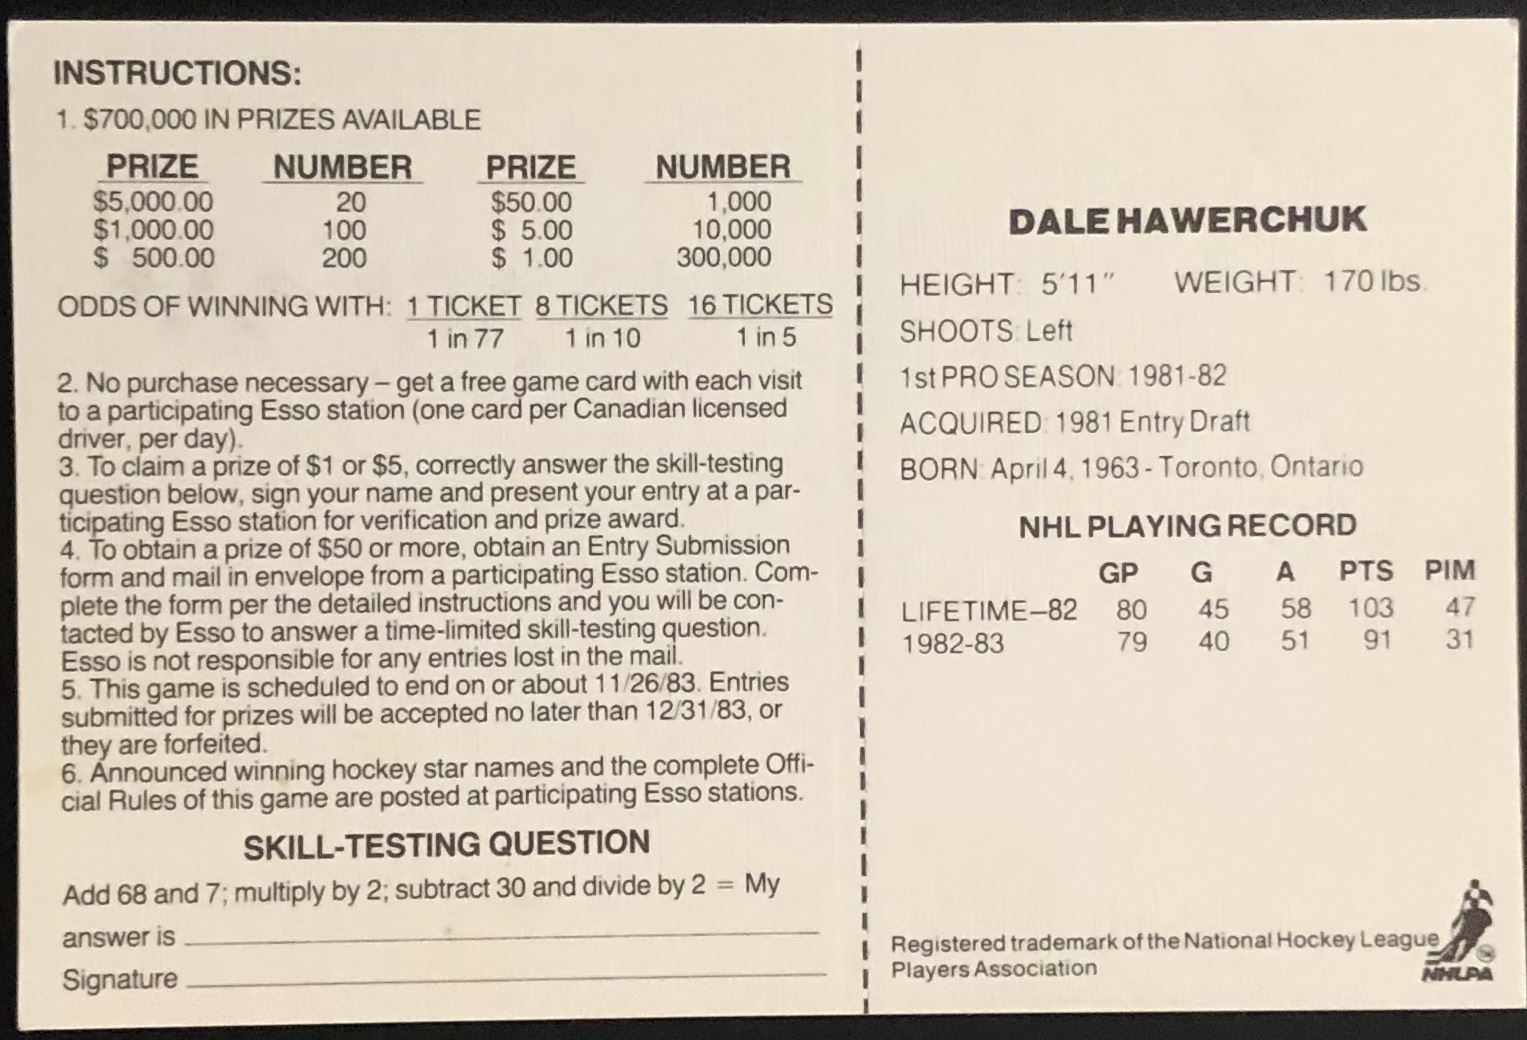 INSTRUCTIONS:
1. $700,000 IN PRIZES AVAILABLE
PRIZE NUMBER PRIZE NUMBER
$5,000.00 20 $50.00 1,000
$1,000.00 100 $ 5.00 10,000
$ 500.00 200 $ 1.00 300,000
ODDS OF WINNING WITH: 1 TICKET 8 TICKETS 16 TICKETS
1 in 77 1 in 10 1 in 5
2. No purchase necessary – get a free game card with each visit
to a participating Esso station (one card per Canadian licensed
driver, per day).
3. To claim a prize of $1 or $5, correctly answer the skill-testing
question below, sign your name and present your entry at a par-
ticipating Esso station for verification and prize award.
4. To obtain a prize of $50 or more, obtain an Entry Submission
form and mail in envelope from a participating Esso station. Com-
plete the form per the detailed instructions and you will be con-
tacted by Esso to answer a time-limited skill-testing question.
Esso is not responsible for any entries lost in the mail.
5. This game is scheduled to end on or about 11/26/83. Entries
submitted for prizes will be accepted no later than 12/31/83, or
they are forfeited.
6. Announced winning hockey star names and the complete Offi-
cial Rules of this game are posted at participating Esso stations.
SKILL-TESTING QUESTION
Add 68 and 7; multiply by 2; subtract 30 and divide by 2 = My
answer is
Signature
DALE HAWERCHUK
HEIGHT: 5'11" WEIGHT: 170 lbs.
SHOOTS: Left
1st PRO SEASON: 1981-82
ACQUIRED: 1981 Entry Draft
BORN: April 4, 1963 - Toronto, Ontario
NHL PLAYING RECORD
GP G A PTS PIM
LIFETIME–82 80 45 58 103 47
1982-83 79 40 51 91 31
Registered trademark of the National Hockey League
Players Association
NHLPA